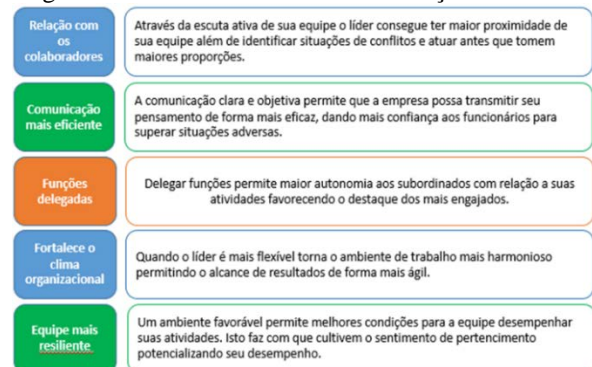 Relação com
os
colaboradores
Através da escuta ativa de sua equipe o líder consegue ter maior proximidade de
sua equipe além de identificar situações de conflitos e atuar antes que tomem
maiores proporções.
Comunicação
mais eficiente
A comunicação clara e objetiva permite que a empresa possa transmitir seu
pensamento de forma mais eficaz, dando mais confiança aos funcionários para
superar situações adversas.
Funções
delegadas
Delegar funções permite maior autonomia aos subordinados com relação a suas
atividades favorecendo o destaque dos mais engajados.
Fortalece o
clima
organizacional
Quando o líder é mais flexível torna o ambiente de trabalho mais harmonioso
permitindo o alcance de resultados de forma mais ágil.
Equipe mais
resiliente
Um ambiente favorável permite melhores condições para a equipe desempenhar
suas atividades. Isto faz com que cultivem o sentimento de pertencimento
potencializando seu desempenho.